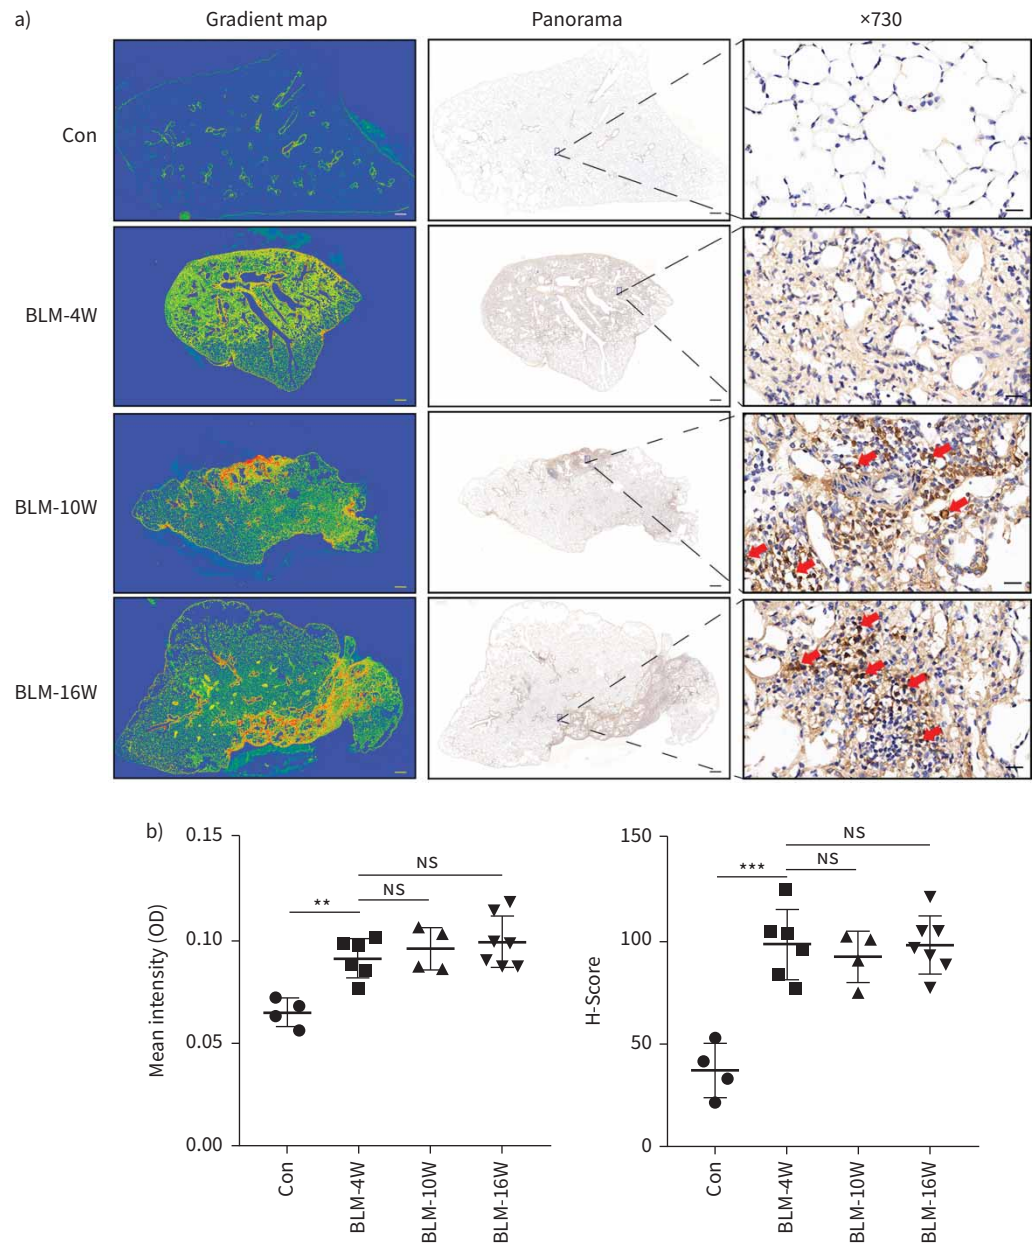 a)
Gradient map
Panorama
×730
Con
BLM-4W
BLM-10W
BLM-16W
b)
0.15
0.10
0.05
0.00
Mean intensity (OD)
**
NS
NS
Con
BLM-4W
BLM-10W
BLM-16W
150
100
50
0
H-Score
***
NS
NS
Con
BLM-4W
BLM-10W
BLM-16W